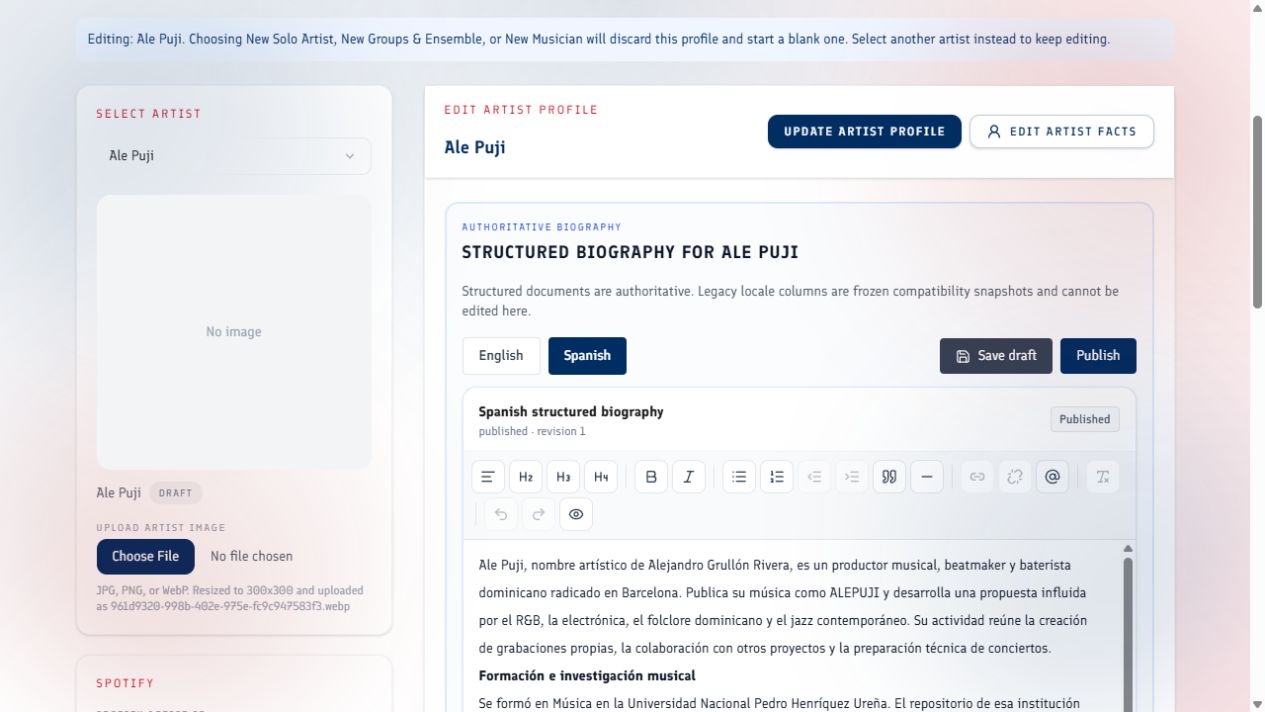 Editing: Ale Puji. Choosing New Solo Artist, New Groups & Ensemble, or New Musician will discard this profile and start a blank one. Select another artist instead to keep editing.
SELECT ARTIST
Ale Puji
No image
Ale Puji DRAFT
UPLOAD ARTIST IMAGE
Choose File No file chosen
JPG, PNG, or WebP. Resized to 300x300 and uploaded
as 961d9320-998b-402e-975e-fc9c947583f3.webp
SPOTIFY
EDIT ARTIST PROFILE
Ale Puji
UPDATE ARTIST PROFILE
EDIT ARTIST FACTS
AUTHORITATIVE BIOGRAPHY
STRUCTURED BIOGRAPHY FOR ALE PUJI
Structured documents are authoritative. Legacy locale columns are frozen compatibility snapshots and cannot be
edited here.
English Spanish
Save draft Publish
Spanish structured biography
published · revision 1
Published
H2 H3 H4 B I
Ale Puji, nombre artístico de Alejandro Grullón Rivera, es un productor musical, beatmaker y baterista
dominicano radicado en Barcelona. Publica su música como ALEPUJI y desarrolla una propuesta influida
por el R&B, la electrónica, el folclore dominicano y el jazz contemporáneo. Su actividad reúne la creación
de grabaciones propias, la colaboración con otros proyectos y la preparación técnica de conciertos.
Formación e investigación musical
Se formó en Música en la Universidad Nacional Pedro Henríquez Ureña. El repositorio de esa institución